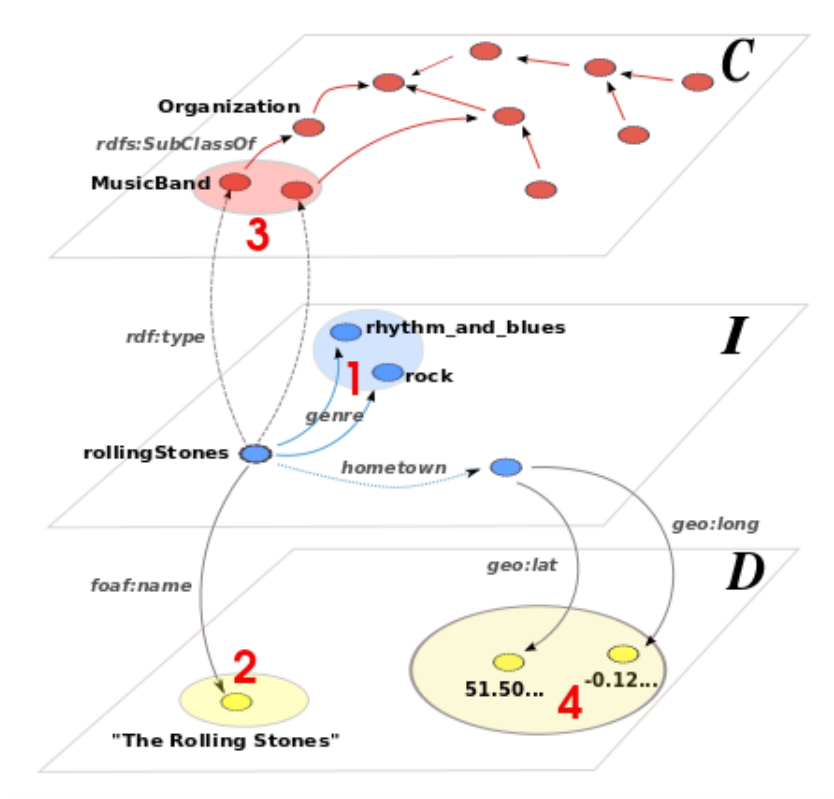 C
Organization
rdfs:SubClassOf
MusicBand
3
rdf:type
I
rhythm_and_blues
1
rock
genre
rollingStones
hometown
geo:long
D
geo:lat
foaf:name
2
51.50...
-0.12...
4
"The Rolling Stones"